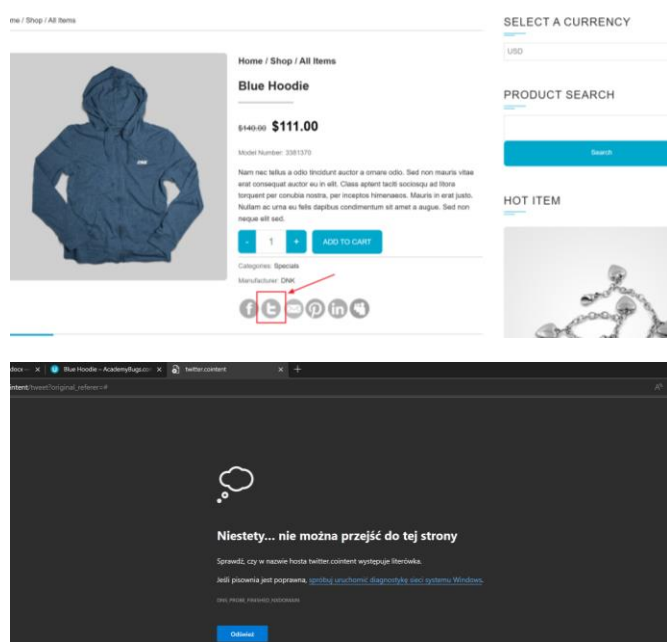 me / Shop / All Items
Home / Shop / All Items
Blue Hoodie
$140.00 $111.00
Model Number: 3381370
Nam nec tellus a odio tincidunt auctor a ornare odio. Sed non mauris vitae
erat consequat auctor eu in elit. Class aptent taciti sociosqu ad litora
torquent per conubia nostra, per inceptos himenaeos. Mauris in erat justo.
Nullam ac urna eu felis dapibus condimentum sit amet a augue. Sed non
neque elit sed.
- 1 + ADD TO CART
Categories: Specials
Manufacturer: DNK
SELECT A CURRENCY
USD
PRODUCT SEARCH
Search
HOT ITEM
docx — Blue Hoodie – AcademyBugs.com twitter.cointent
intent/tweet?original_referer=#
Niestety... nie można przejść do tej strony
Sprawdź, czy w nazwie hosta twitter.cointent występuje literówka.
Jeśli pisownia jest poprawna, spróbuj uruchomić diagnostykę sieci systemu Windows.
DNS_PROBE_FINISHED_NXDOMAIN
Odśwież